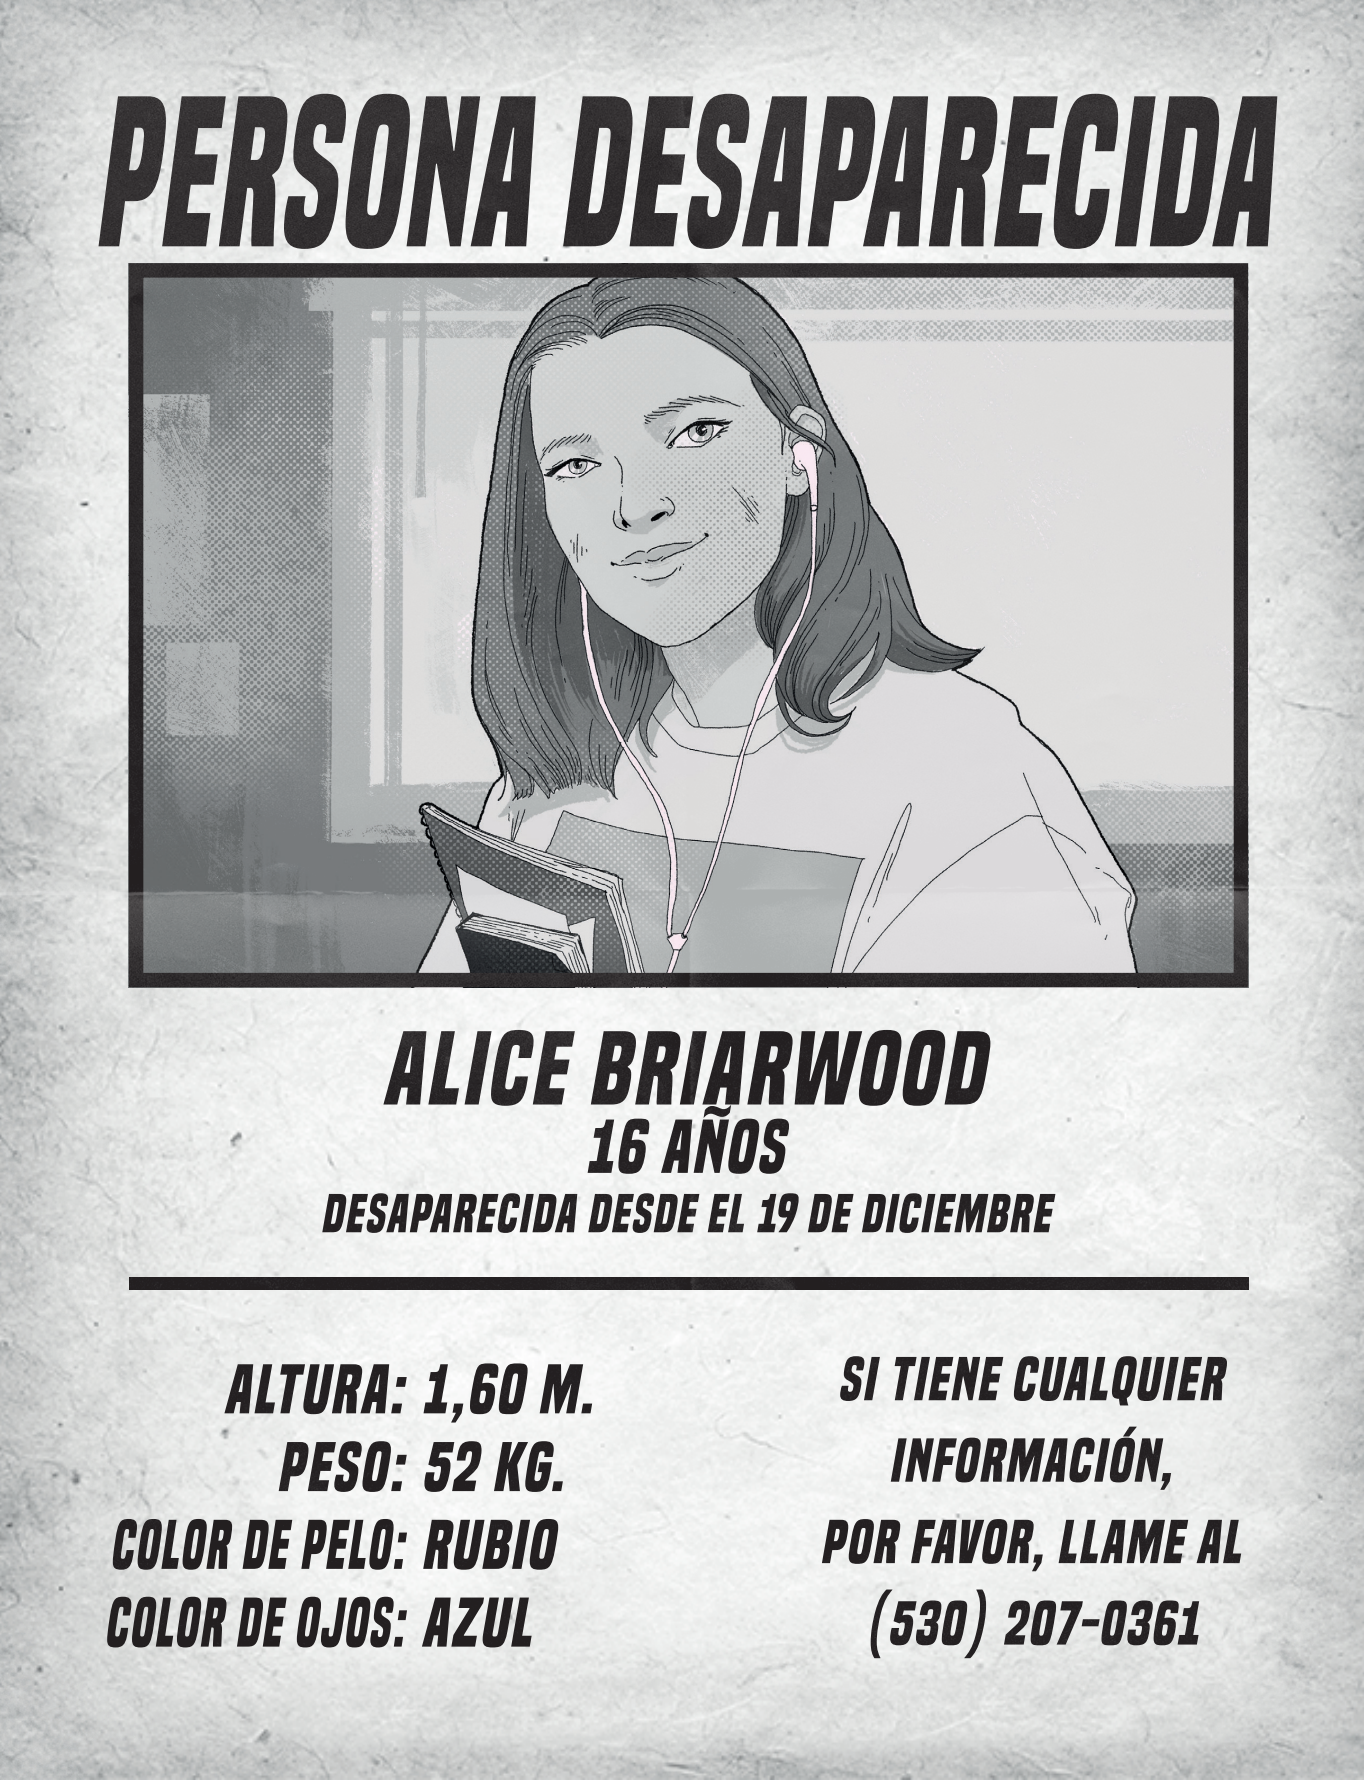 PERSONA DESAPARECIDA
ALICE BRIARWOOD
16 AÑOS
DESAPARECIDA DESDE EL 19 DE DICIEMBRE
ALTURA: 1,60 M.
PESO: 52 KG.
COLOR DE PELO: RUBIO
COLOR DE OJOS: AZUL
SI TIENE CUALQUIER
INFORMACIÓN,
POR FAVOR, LLAME AL
(530) 207-0361